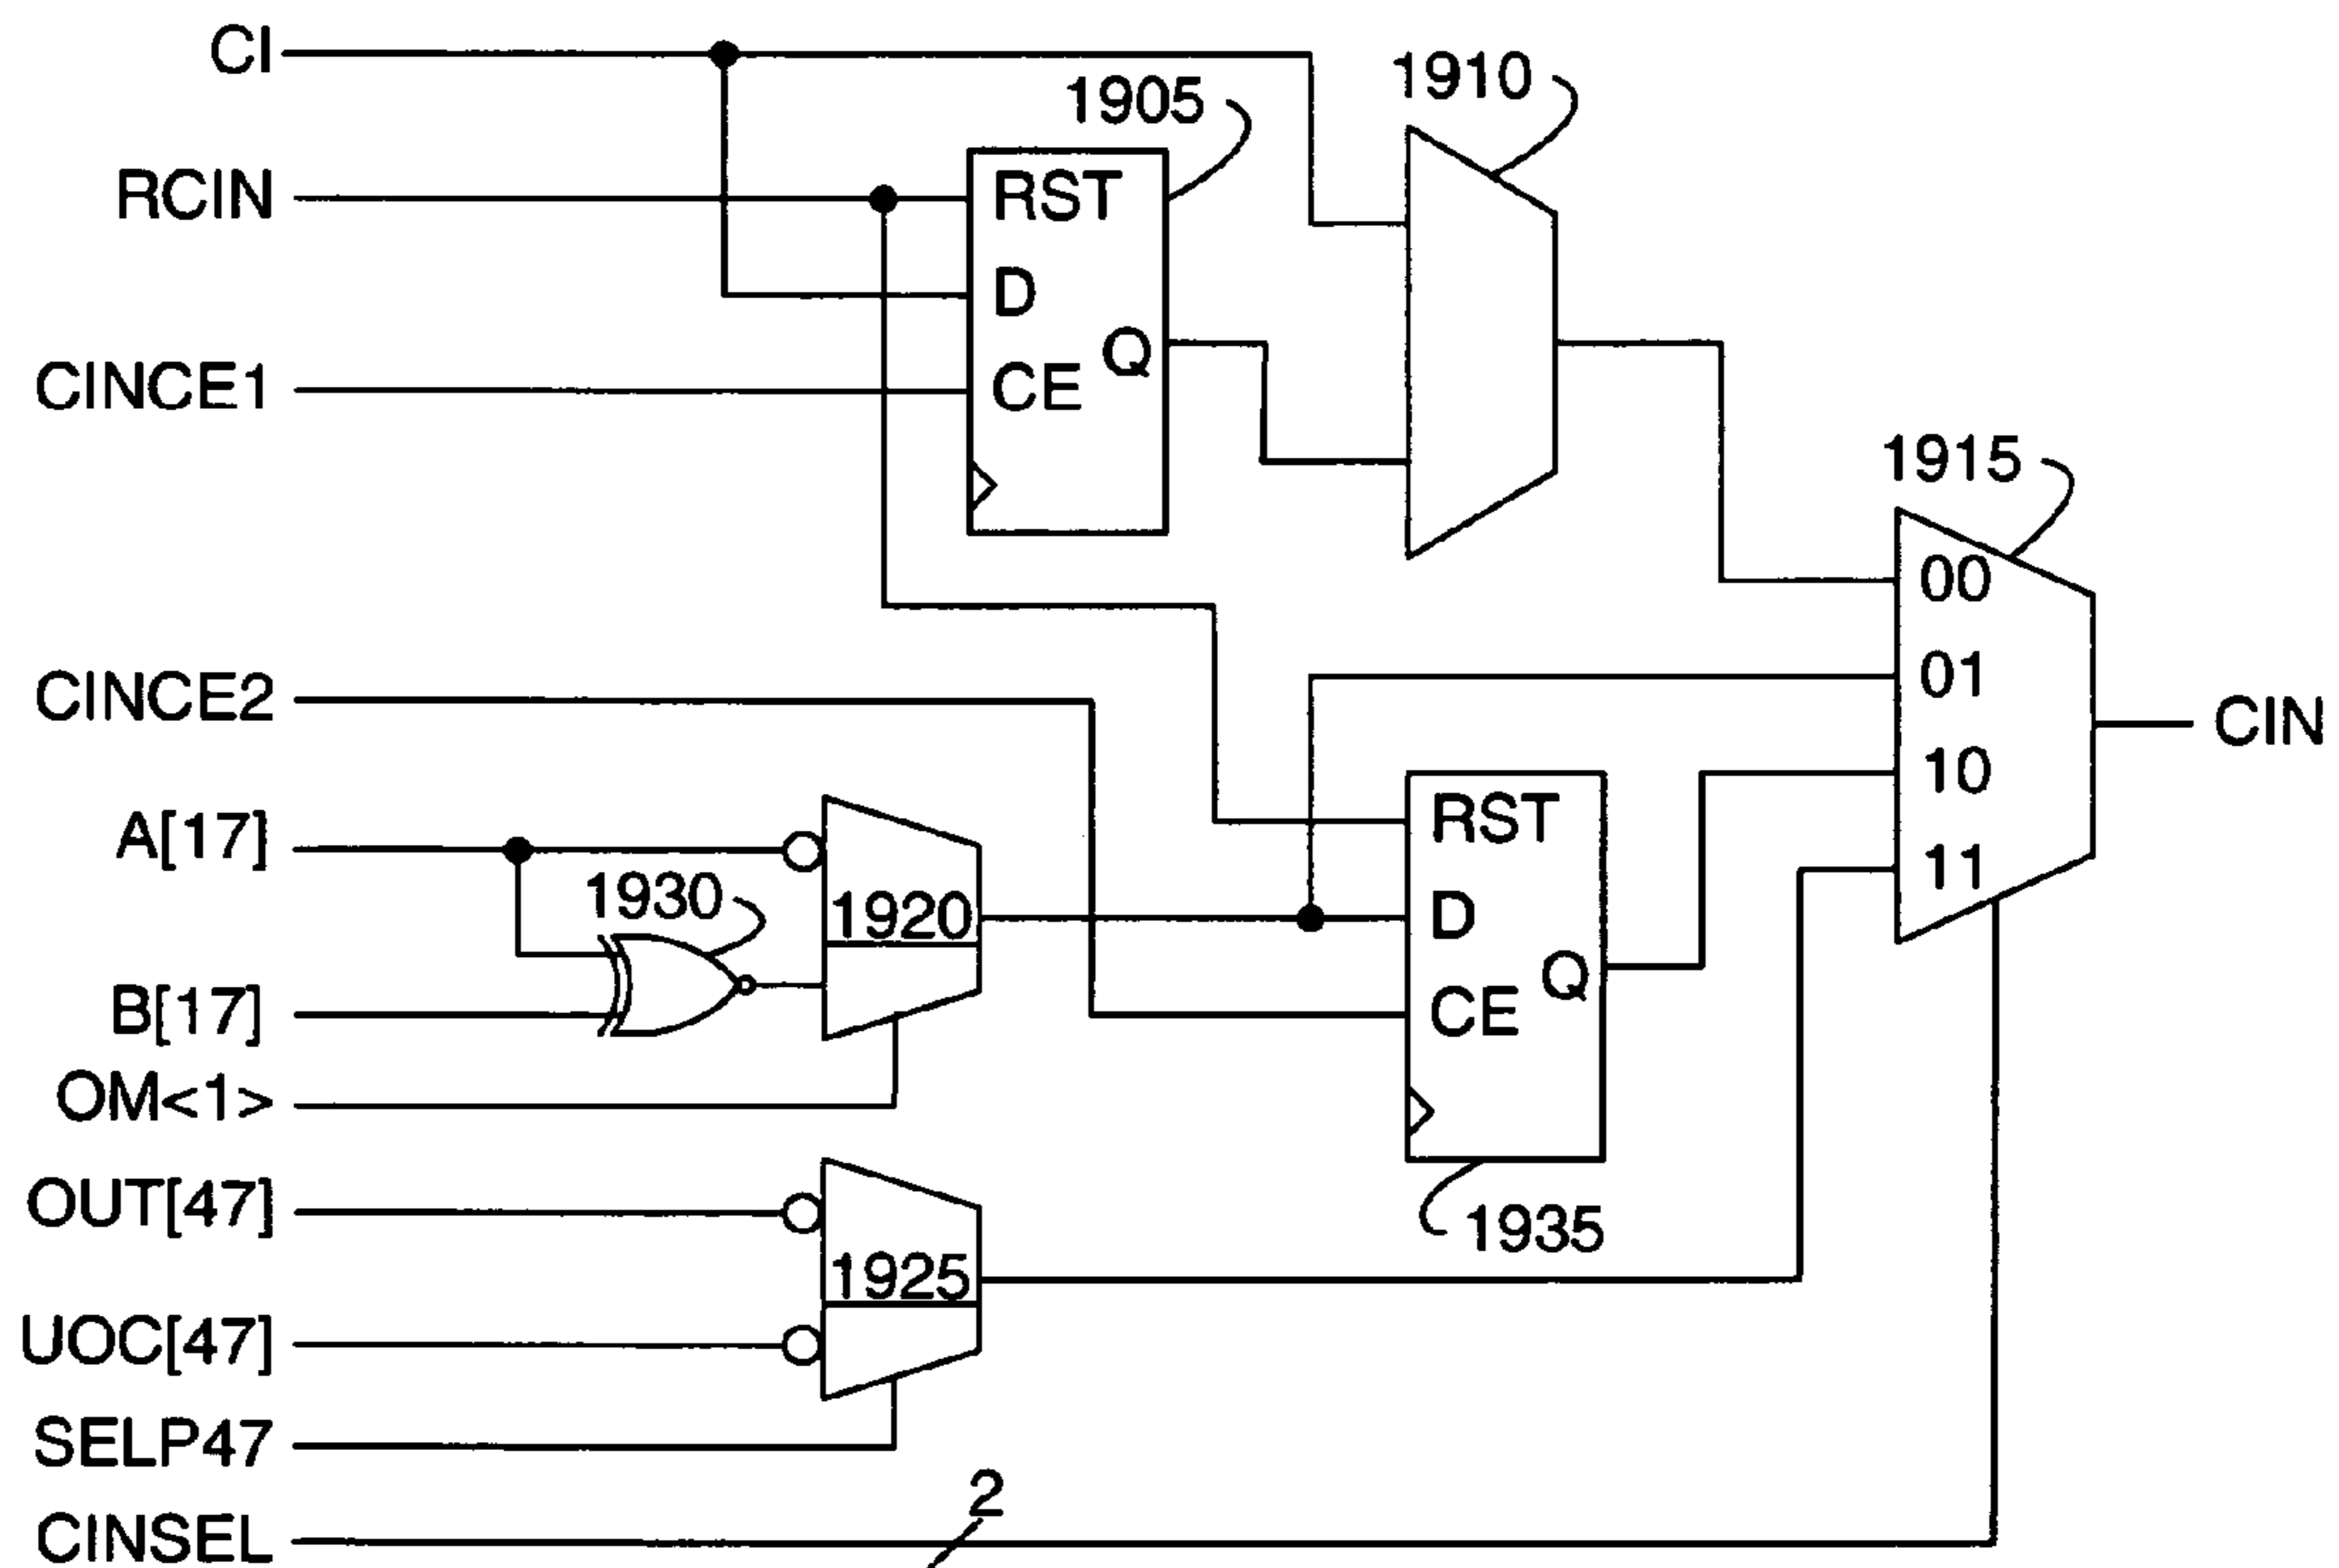 CI
1910
1905
RCIN
RST
D
Q
CINCE1
CE
1915
00
01
CINCE2
CIN
10
A[17]
RST
11
1930
1920
D
Q
B[17]
CE
OM<1>
OUT[47]
1935
1925
UOC[47]
SELP47
2
CINSEL